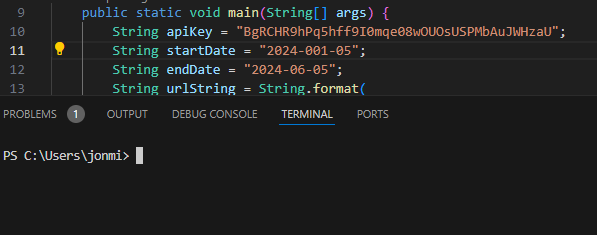 9 public static void main(String[] args) {
10 String apiKey = "BgRCHR9hPq5hff9I0mqe08wOUOsUSPMbAuJWHzaU";
11 String startDate = "2024-001-05";
12 String endDate = "2024-06-05";
13 String urlString = String.format(
PROBLEMS 1 OUTPUT DEBUG CONSOLE TERMINAL PORTS
PS C:\Users\jonmi>